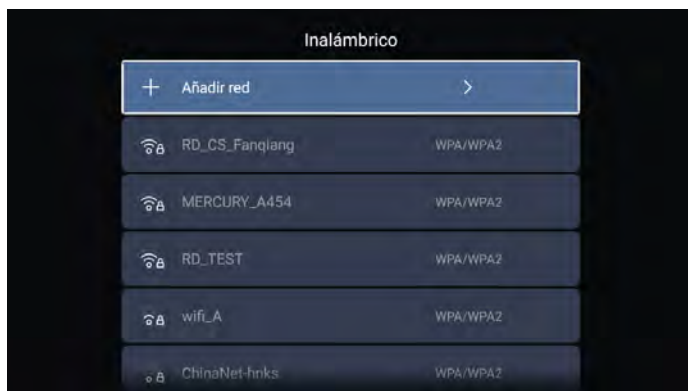 Inalámbrico
Añadir red
RD_CS_Fanqiang WPA/WPA2
MERCURY_A454 WPA/WPA2
RD_TEST WPA/WPA2
wifi_A WPA/WPA2
ChinaNet-hnks WPA/WPA2